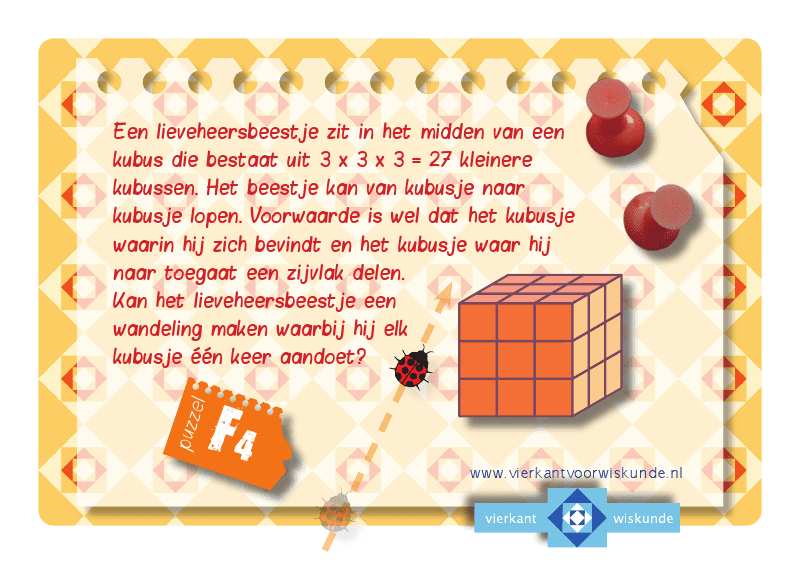 Een lieveheersbeestje zit in het midden van een
kubus die bestaat uit 3 x 3 x 3 = 27 kleinere
kubussen. Het beestje kan van kubusje naar
kubusje lopen. Voorwaarde is wel dat het kubusje
waarin hij zich bevindt en het kubusje waar hij
naar toegaat een zijvlak delen.
Kan het lieveheersbeestje een
wandeling maken waarbij hij elk
kubusje één keer aandoet?
puzzel
F4
www.vierkantvoorwiskunde.nl
vierkant wiskunde